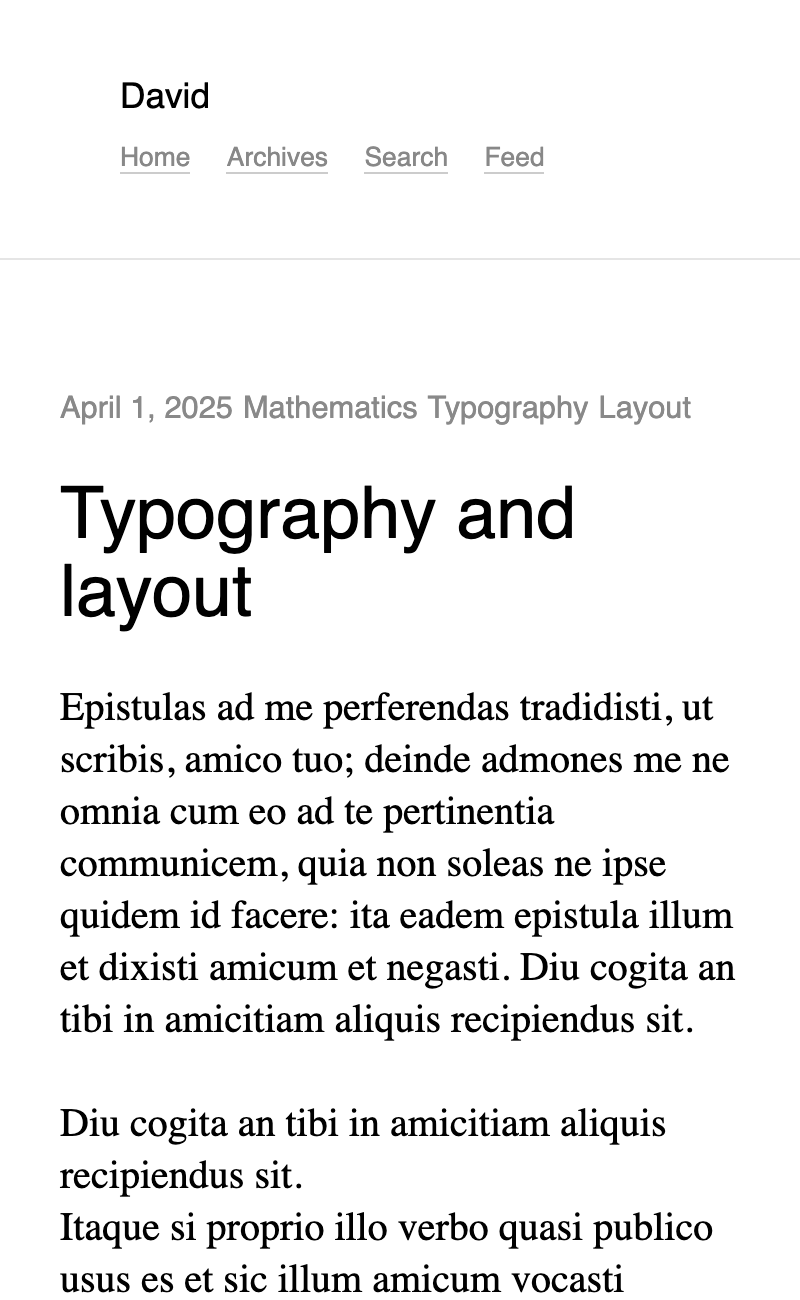 David
Home Archives Search Feed
April 1, 2025 Mathematics Typography Layout
Typography and
layout
Epistulas ad me perferendas tradidisti, ut
scribis, amico tuo; deinde admones me ne
omnia cum eo ad te pertinentia
communicem, quia non soleas ne ipse
quidem id facere: ita eadem epistula illum
et dixisti amicum et negasti. Diu cogita an
tibi in amicitiam aliquis recipiendus sit.
Diu cogita an tibi in amicitiam aliquis
recipiendus sit.
Itaque si proprio illo verbo quasi publico
usus es et sic illum amicum vocasti